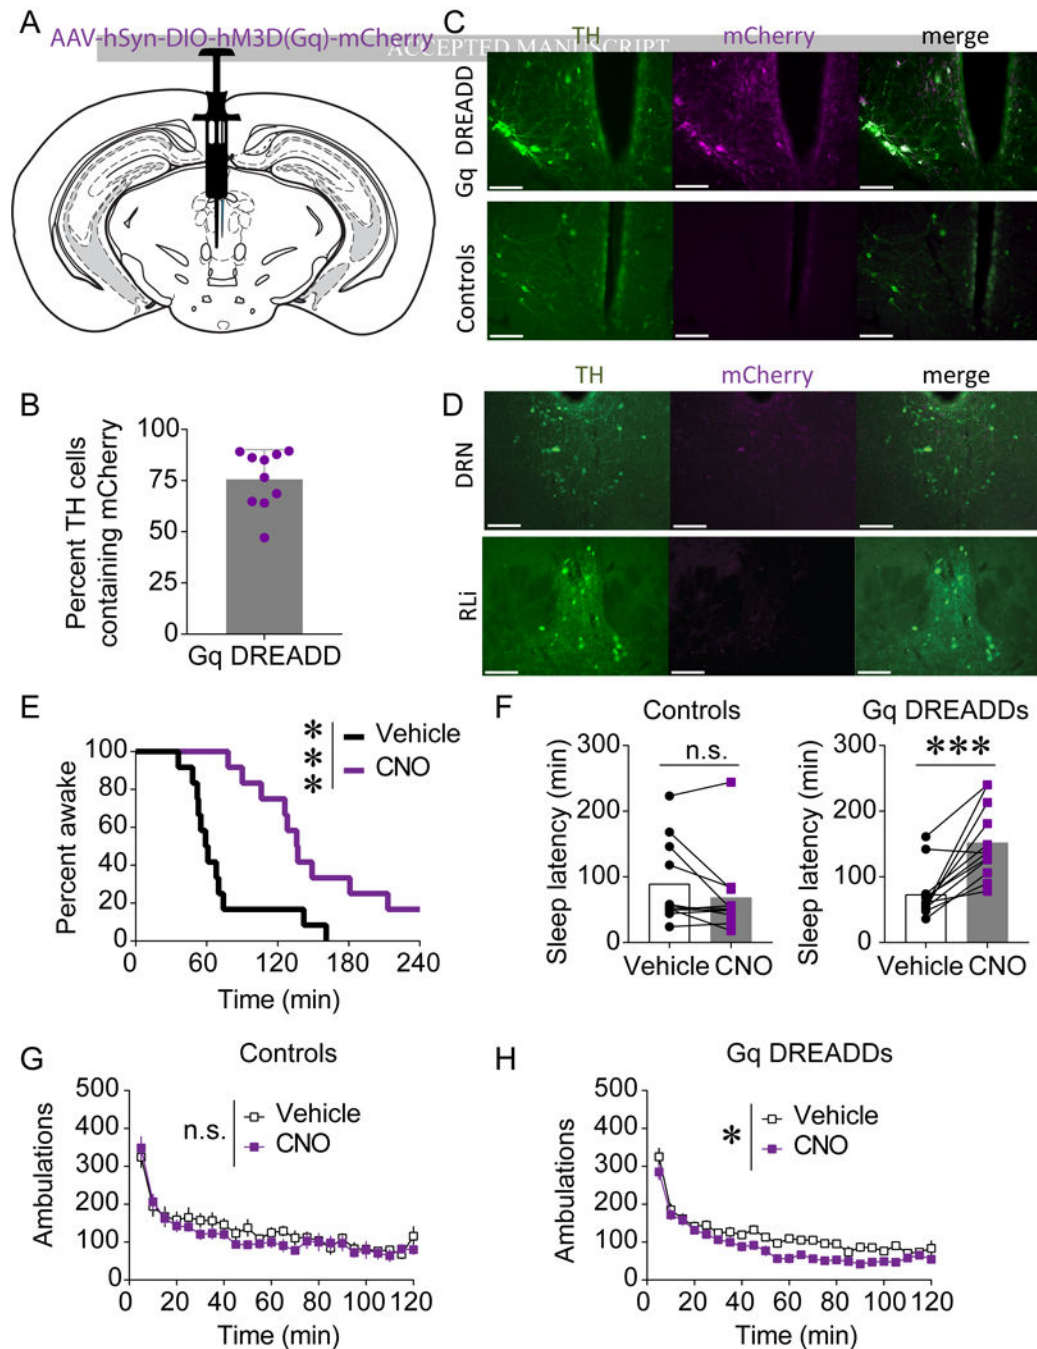 A
AAV-hSyn-DIO-hM3D(Gq)-mCherry
ACCEPTED MANUSCRIPT
B
Percent TH cells
containing mCherry
100
75
50
25
0
Gq DREADD
C
TH mCherry merge
Gq DREADD
Controls
D
TH mCherry merge
DRN
RLi
E
Percent awake
100
80
60
40
20
0
0 60 120 180 240
Time (min)
***
Vehicle
CNO
F
Controls
Sleep latency (min)
300
200
100
0
n.s.
Vehicle CNO
Gq DREADDs
Sleep latency (min)
300
200
100
0
***
Vehicle CNO
G
Controls
Ambulations
500
400
300
200
100
0
0 20 40 60 80 100 120
Time (min)
n.s.
Vehicle
CNO
H
Gq DREADDs
Ambulations
500
400
300
200
100
0
0 20 40 60 80 100 120
Time (min)
*
Vehicle
CNO